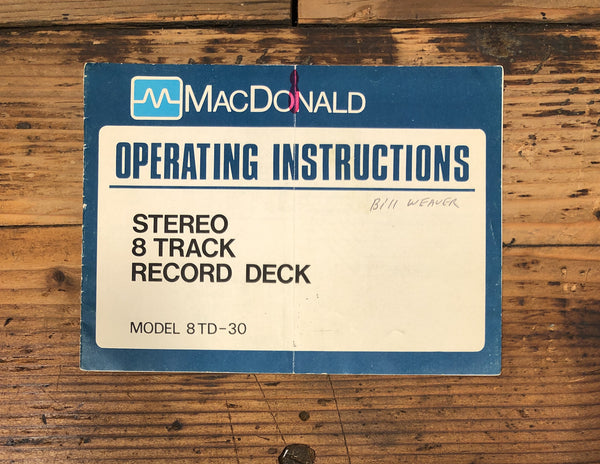 MACDONALD
OPERATING INSTRUCTIONS
Bill WEAVER
STEREO
8 TRACK
RECORD DECK
MODEL 8TD-30